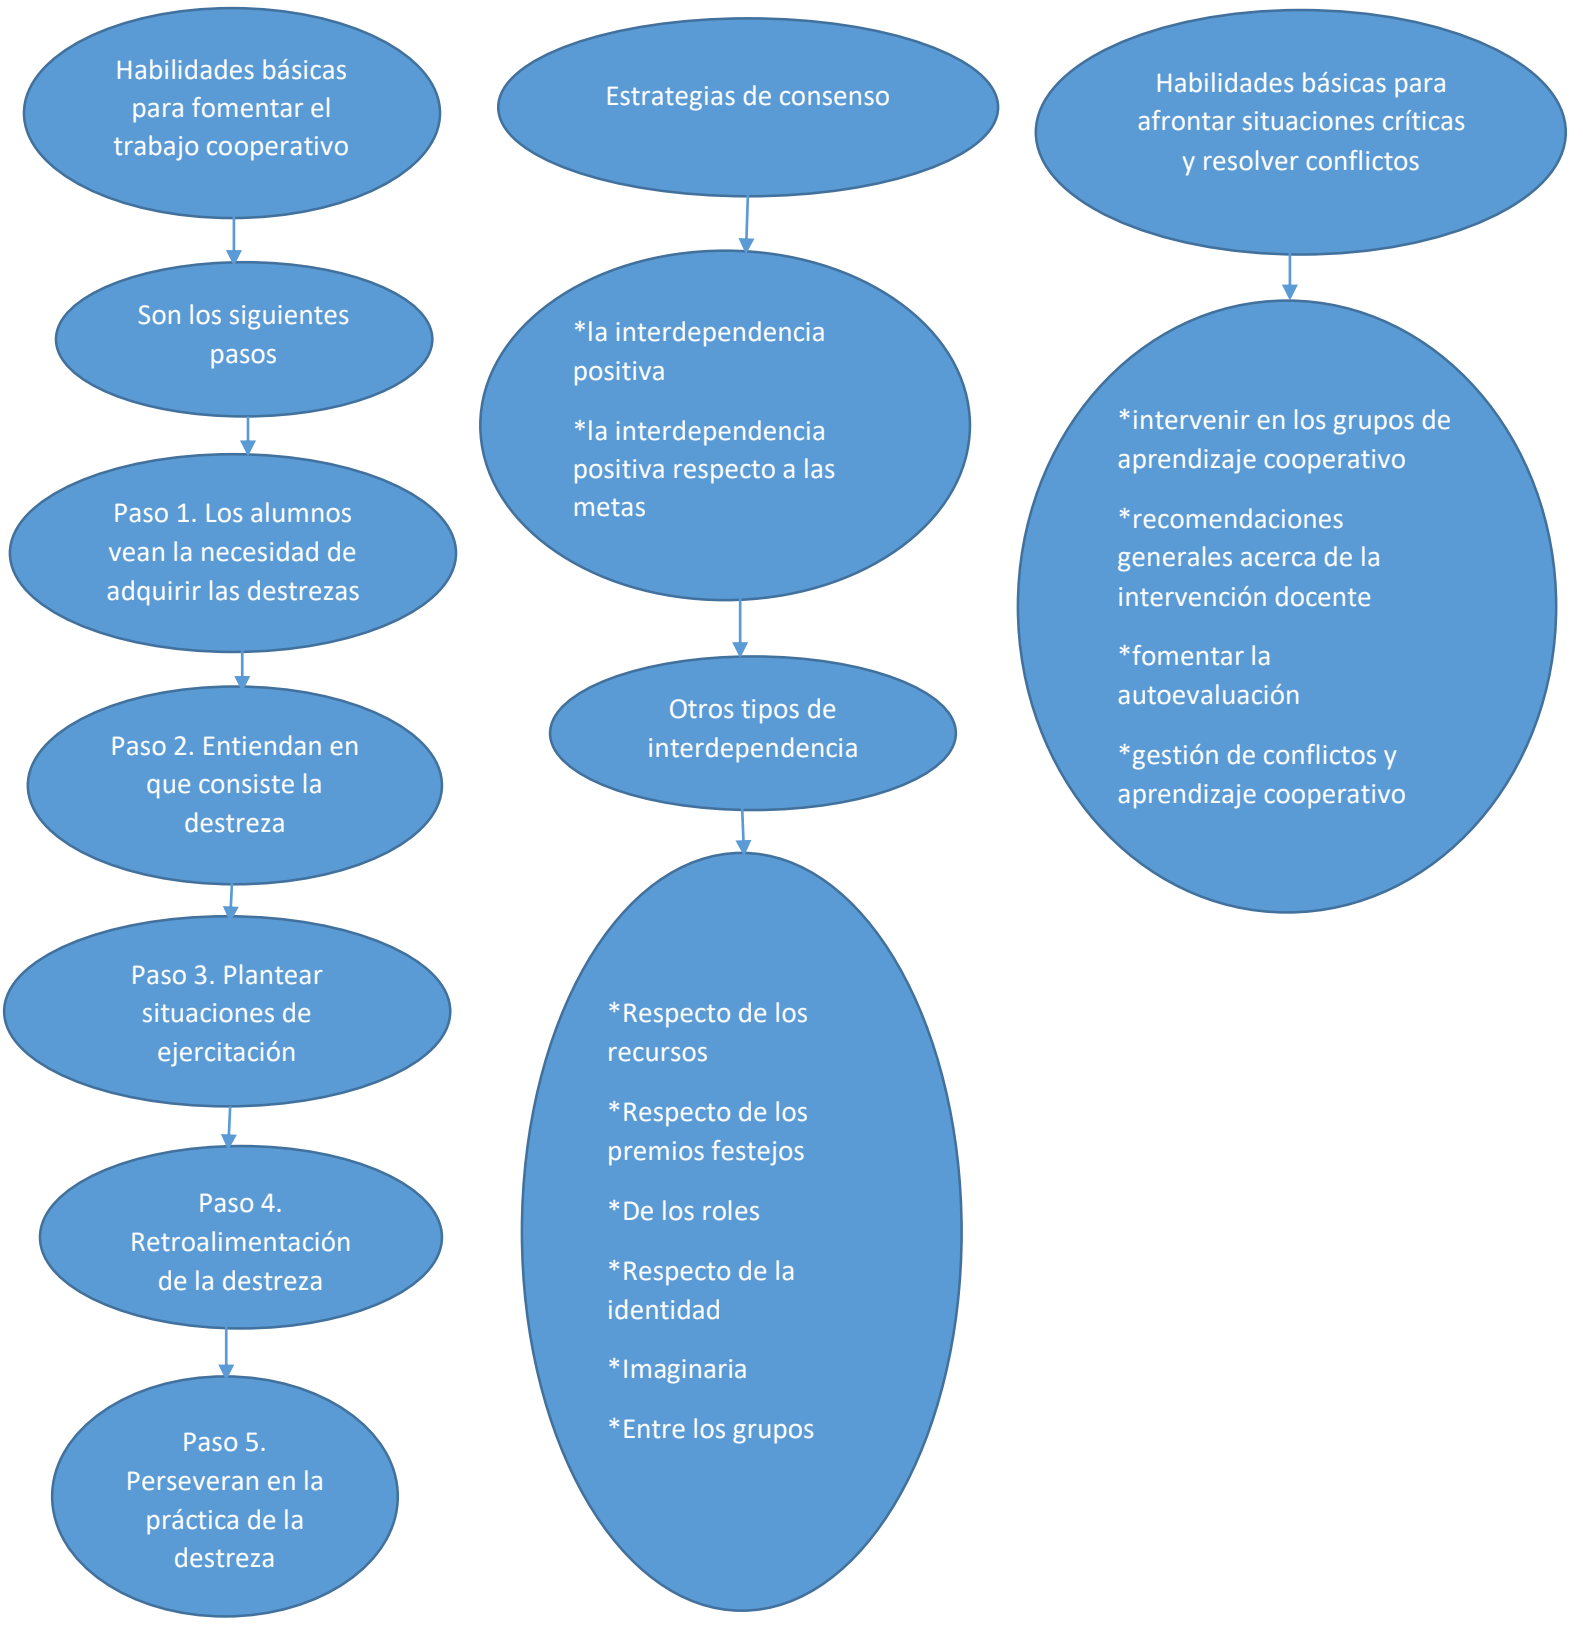 Habilidades básicas
para fomentar el
trabajo cooperativo
Son los siguientes
pasos
Paso 1. Los alumnos
vean la necesidad de
adquirir las destrezas
Paso 2. Entiendan en
que consiste la
destreza
Paso 3. Plantear
situaciones de
ejercitación
Paso 4.
Retroalimentación
de la destreza
Paso 5.
Perseveran en la
práctica de la
destreza
Estrategias de consenso
*la interdependencia
positiva
*la interdependencia
positiva respecto a las
metas
Otros tipos de
interdependencia
*Respecto de los
recursos
*Respecto de los
premios festejos
*De los roles
*Respecto de la
identidad
*Imaginaria
*Entre los grupos
Habilidades básicas para
afrontar situaciones críticas
y resolver conflictos
*intervenir en los grupos de
aprendizaje cooperativo
*recomendaciones
generales acerca de la
intervención docente
*fomentar la
autoevaluación
*gestión de conflictos y
aprendizaje cooperativo